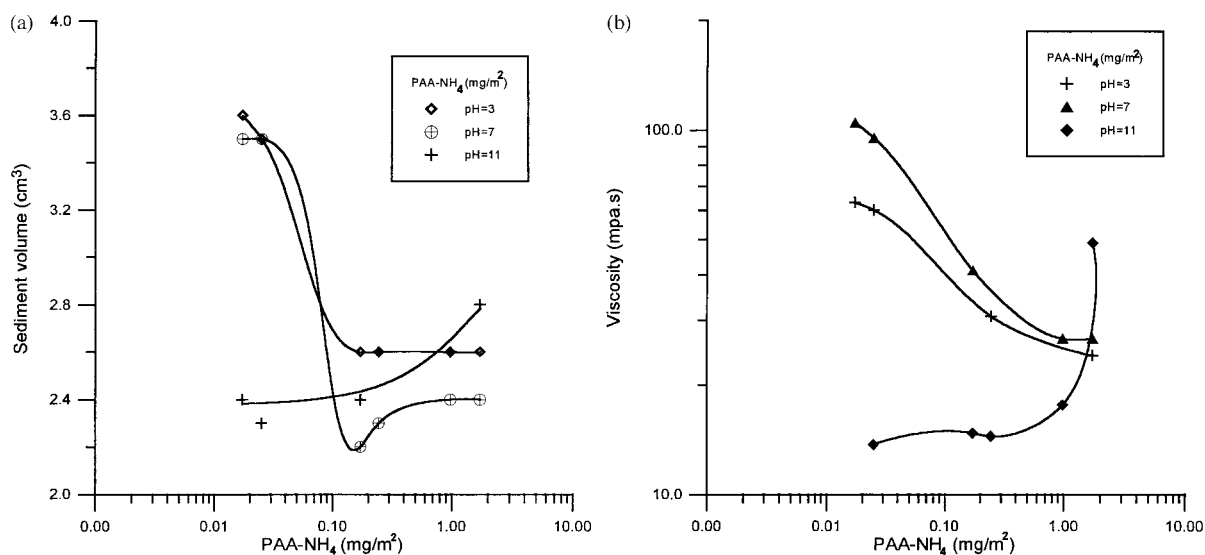 (a)
4.0
3.6
3.2
2.8
2.4
2.0
Sediment volume (cm³)
PAA-NH₄(mg/m²)
pH=3
pH=7
pH=11
0.00 0.01 0.10 1.00 10.00
PAA-NH₄ (mg/m²)
(b)
100.0
10.0
Viscosity (mpa.s)
PAA-NH₄(mg/m²)
pH=3
pH=7
pH=11
0.00 0.01 0.10 1.00 10.00
PAA-NH₄ (mg/m²)